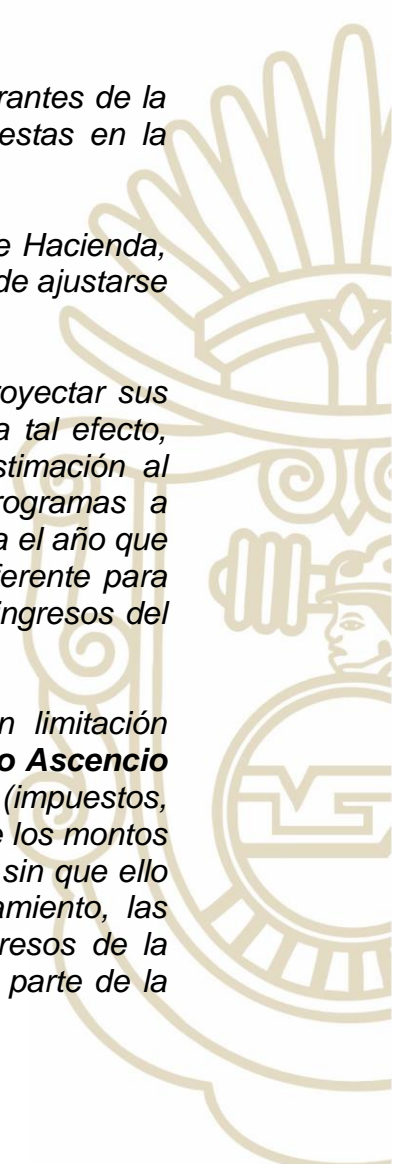 rantes de la
estas en la
e Hacienda,
de ajustarse
royectar sus
a tal efecto,
stimación al
rogramas a
a el año que
ferente para
ingresos del
n limitación
o Ascencio
(impuestos,
e los montos
sin que ello
amiento, las
resos de la
parte de la